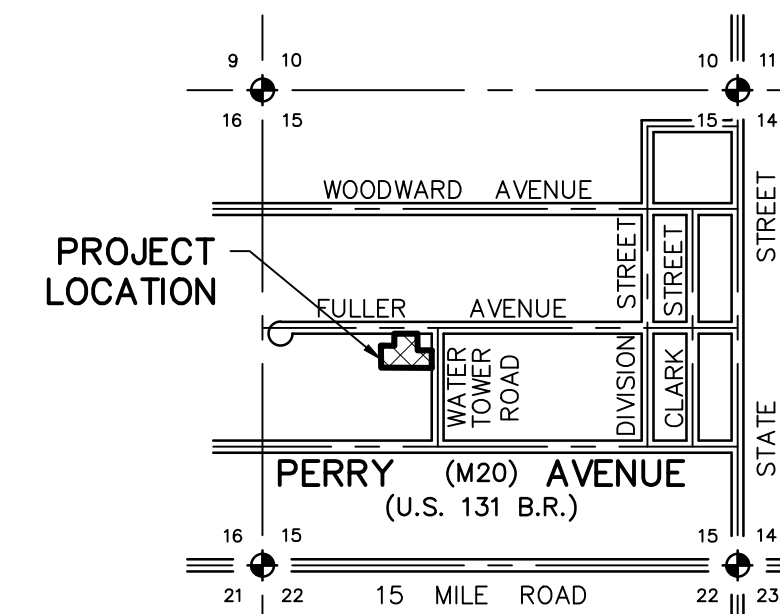 9 10 10 11
16 15 15 14
WOODWARD AVENUE
STREET
PROJECT
LOCATION
STREET
STREET
FULLER AVENUE
WATER
TOWER
ROAD
DIVISION
CLARK
STATE
PERRY (M20) AVENUE
(U.S. 131 B.R.)
16 15 15 14
21 22 15 MILE ROAD 22 23